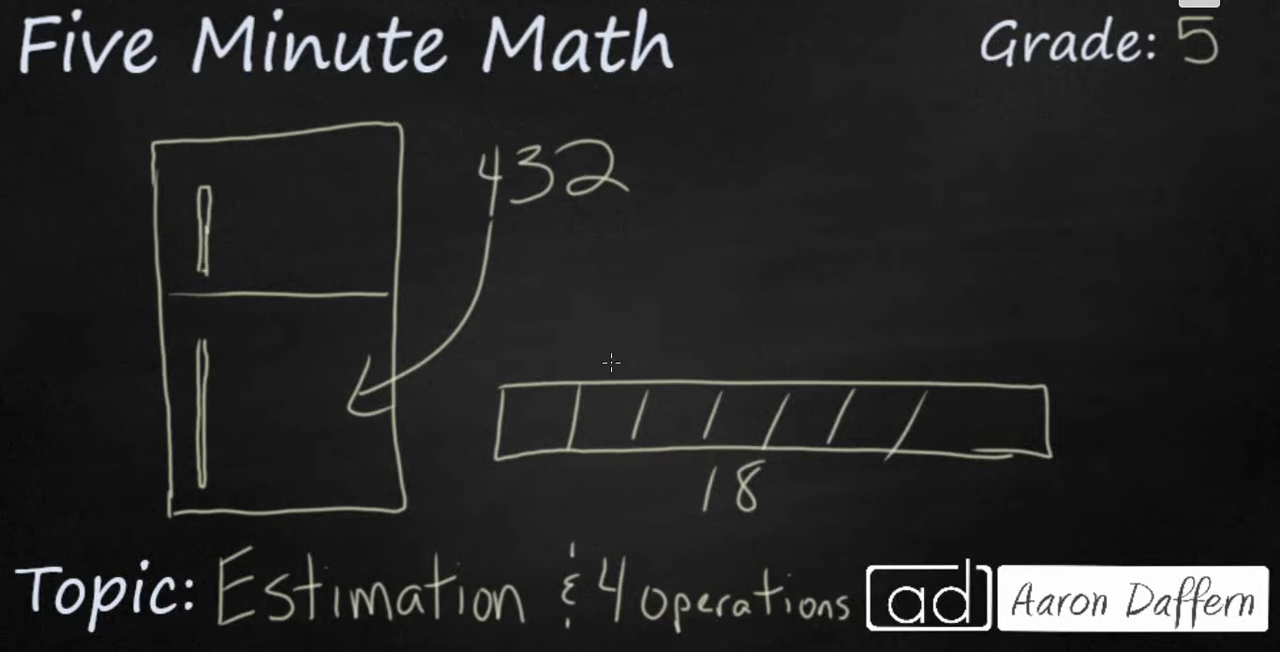 Five Minute Math
Grade: 5
432
18
Topic: Estimation & 4 operations
ad Aaron Daffern